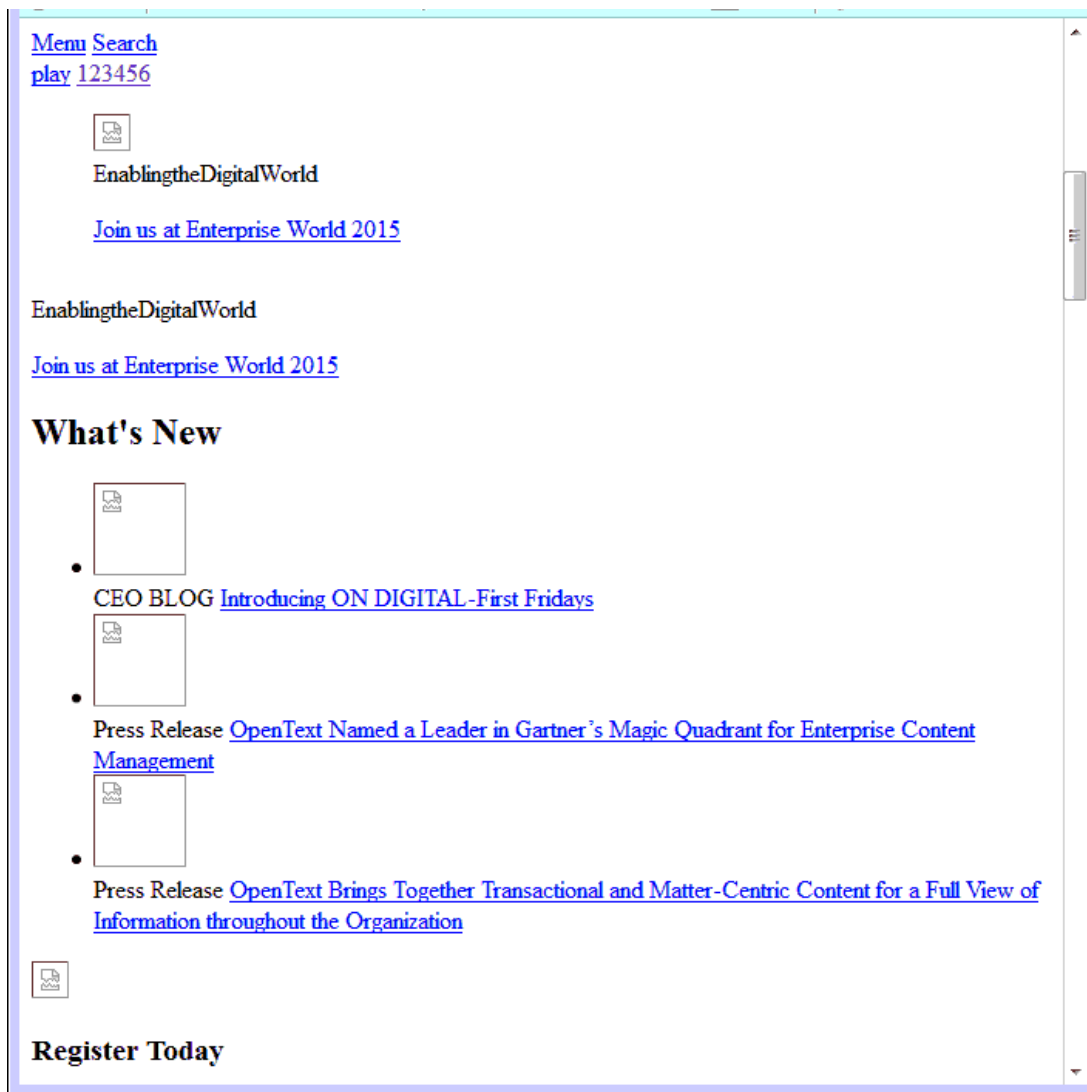 Menu Search
play 123456
EnablingtheDigitalWorld
Join us at Enterprise World 2015
EnablingtheDigitalWorld
Join us at Enterprise World 2015
What's New
CEO BLOG Introducing ON DIGITAL-First Fridays
Press Release OpenText Named a Leader in Gartner’s Magic Quadrant for Enterprise Content
Management
Press Release OpenText Brings Together Transactional and Matter-Centric Content for a Full View of
Information throughout the Organization
Register Today